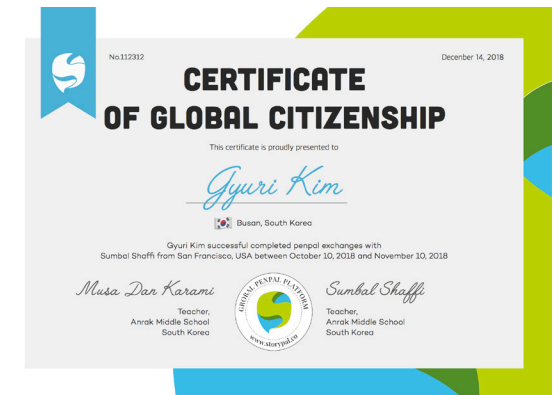 No.112312
December 14, 2018
CERTIFICATE
OF GLOBAL CITIZENSHIP
This certificate is proudly presented to
Gyuri Kim
Busan, South Korea
Gyuri Kim successful completed penpal exchanges with
Sumbal Shaffi from San Francisco, USA between October 10, 2018 and November 10, 2018
Musa Dan Karami
Teacher,
Anrak Middle School
South Korea
GROBAL PENPAL PLATFORM
www.storypal.co
Sumbal Shaffi
Teacher,
Anrak Middle School
South Korea